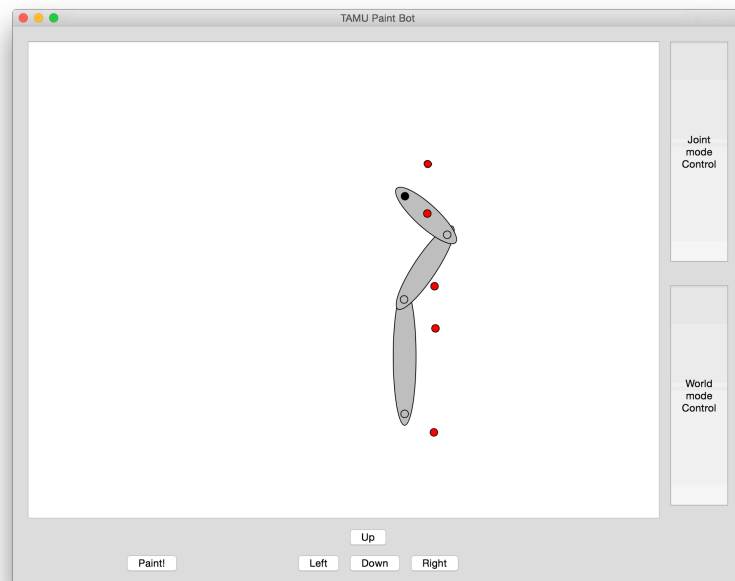 TAMU Paint Bot
Joint
mode
Control
World
mode
Control
Up
Paint!
Left
Down
Right